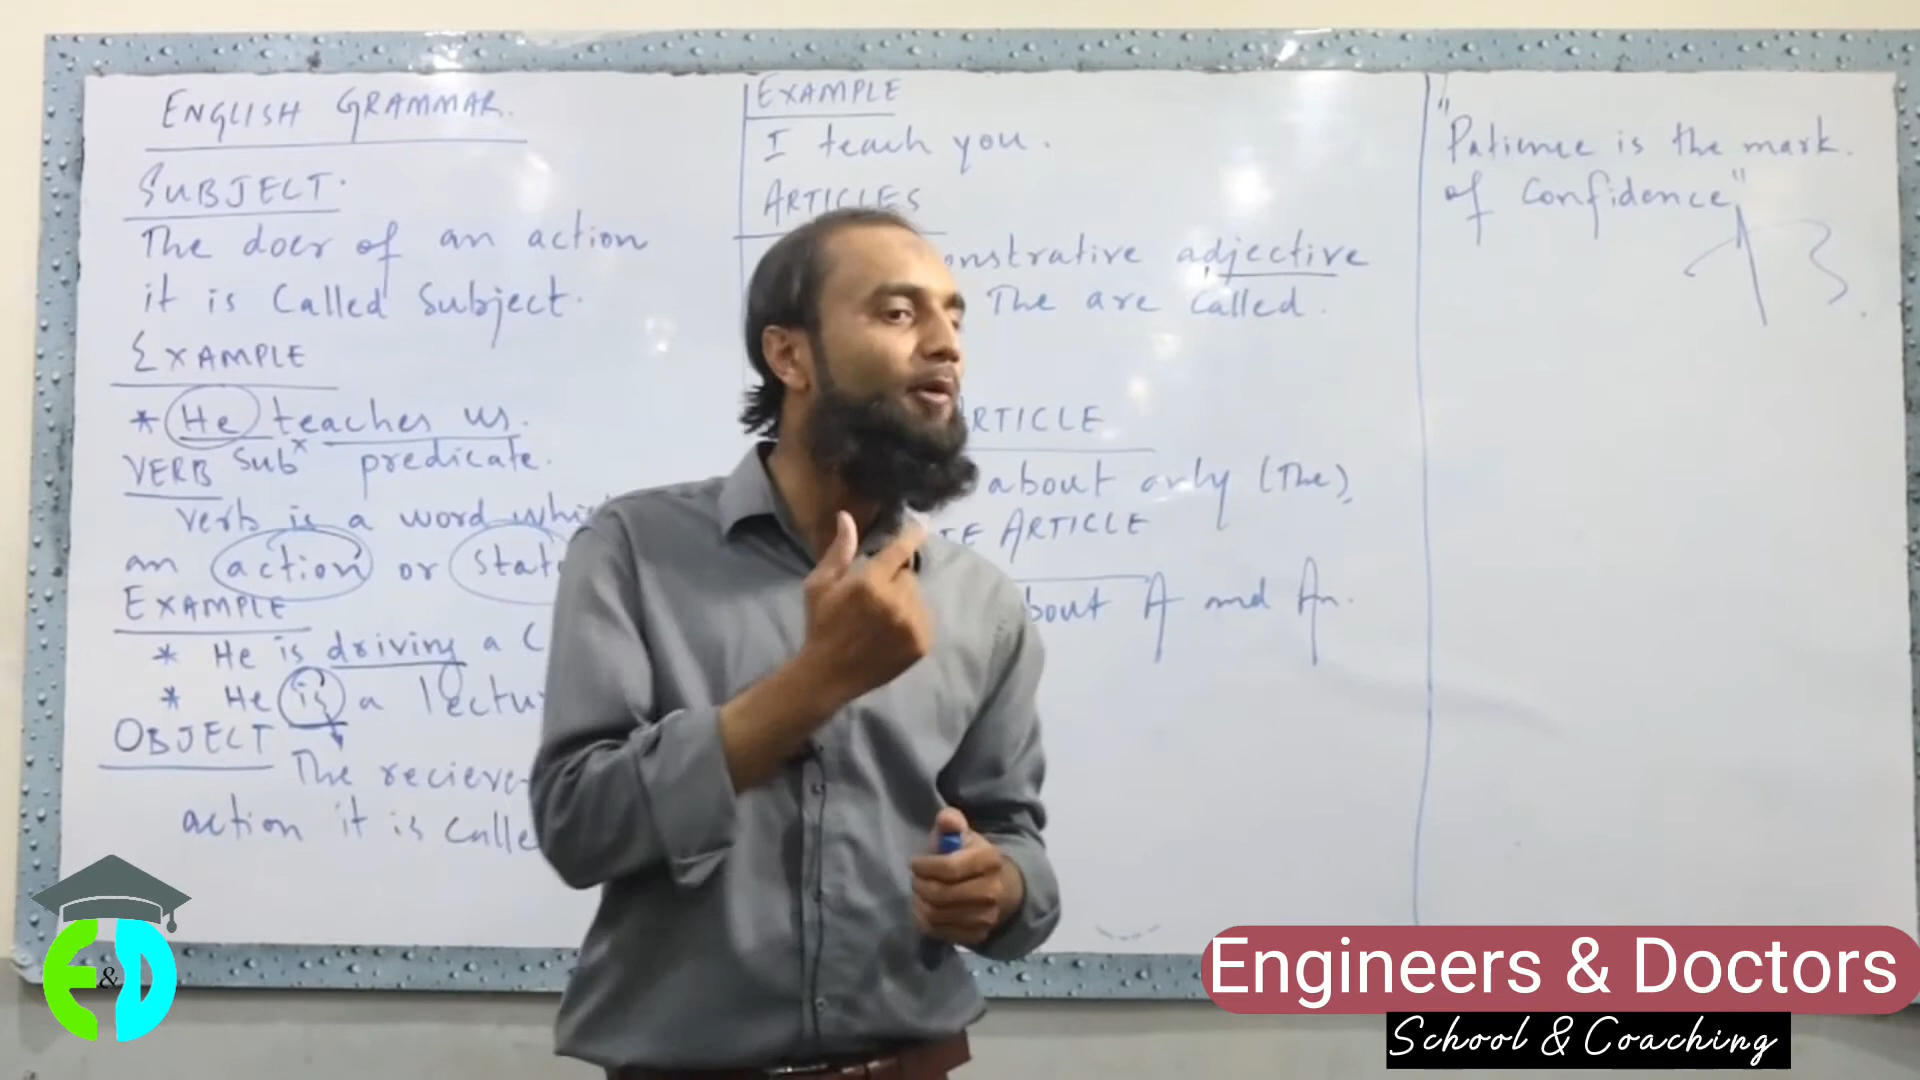 ENGLISH GRAMMAR.
SUBJECT.
The doer of an action
it is Called Subject.
EXAMPLE
* He teaches us.
Sub predicate.
VERB
Verb is a word
an action or
EXAMPLE
* He is driving a
* He is a
OBJECT
The
action it is
EXAMPLE
I teach you.
ARTICLES
adjective
The are called.
ARTICLE
about only (The),
ARTICLE
A and An.
"Patience is the mark.
of Confidence"
E&D
Engineers & Doctors
School & Coaching